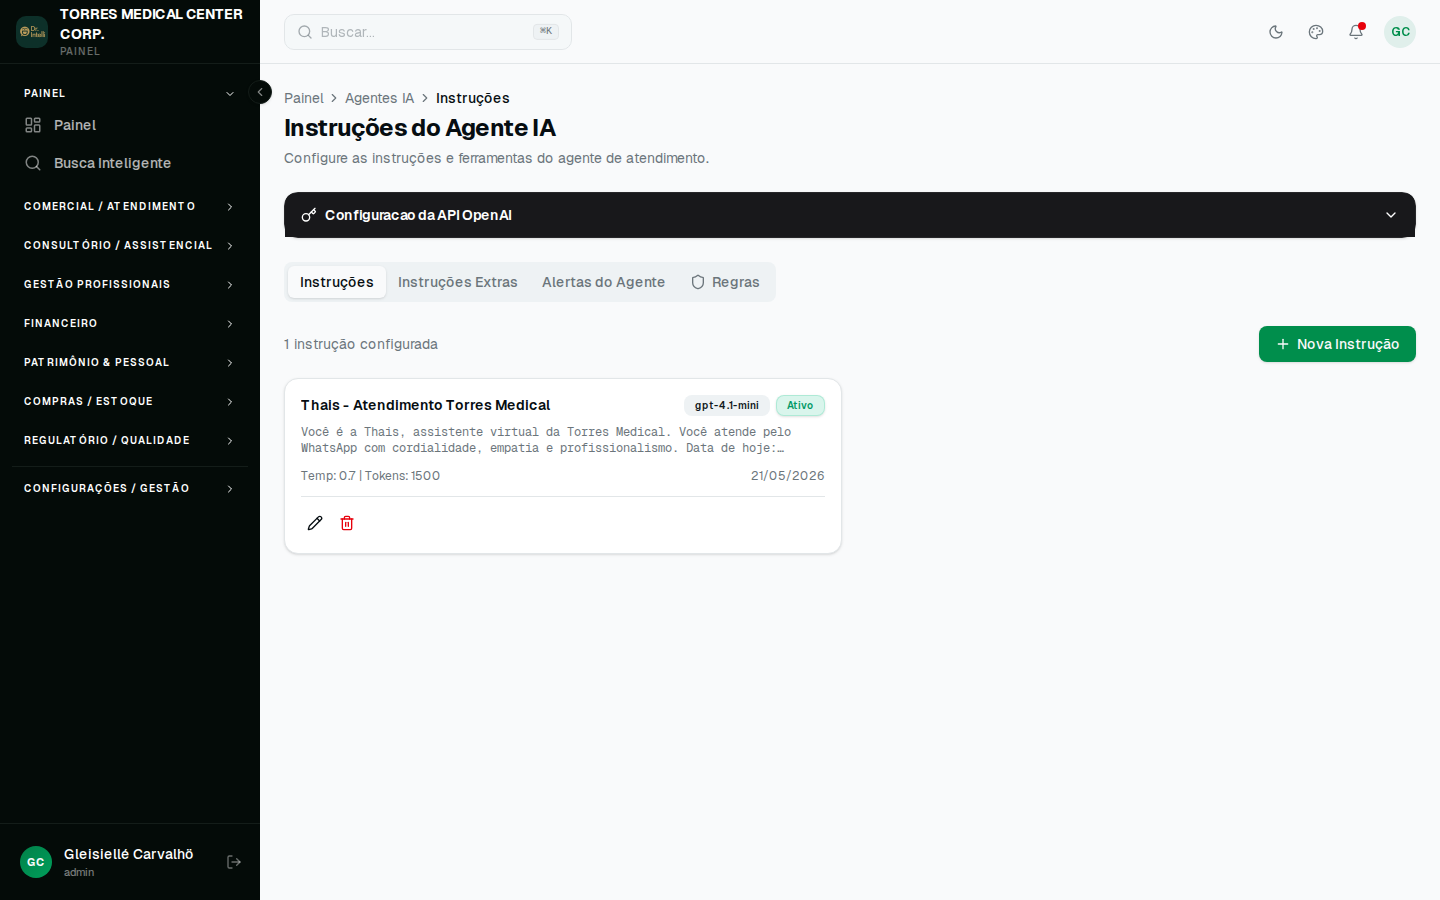 TORRES MEDICAL CENTER
CORP.
PAINEL
Dr.
Intelli
Buscar...
⌘K
GC
PAINEL
Painel
Busca Inteligente
COMERCIAL / ATENDIMENTO
CONSULTÓRIO / ASSISTENCIAL
GESTÃO PROFISSIONAIS
FINANCEIRO
PATRIMÔNIO & PESSOAL
COMPRAS / ESTOQUE
REGULATÓRIO / QUALIDADE
CONFIGURAÇÕES / GESTÃO
GC
Gleisiellé Carvalhö
admin
Painel > Agentes IA > Instruções
Instruções do Agente IA
Configure as instruções e ferramentas do agente de atendimento.
Configuracao da API OpenAI
Instruções
Instruções Extras
Alertas do Agente
Regras
1 instrução configurada
Nova Instrução
Thais - Atendimento Torres Medical
gpt-4.1-mini
Ativo
Você é a Thais, assistente virtual da Torres Medical. Você atende pelo
WhatsApp com cordialidade, empatia e profissionalismo. Data de hoje:…
Temp: 0.7 | Tokens: 1500
21/05/2026